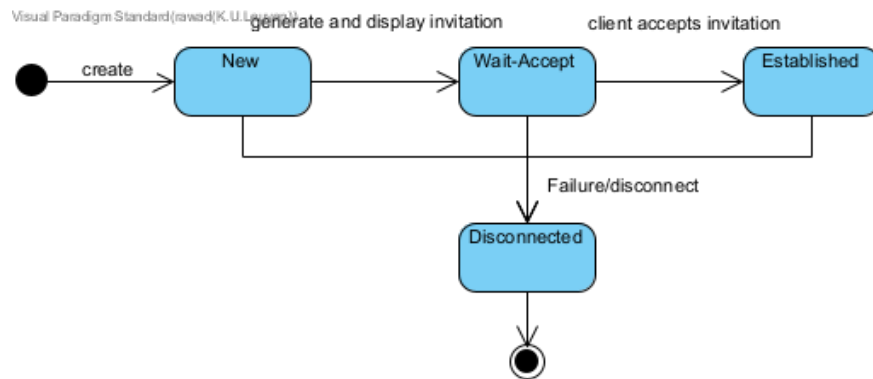 Visual Paradigm Standard(rawad(K.U.Leuven))
generate and display invitation
client accepts invitation
create
New
Wait-Accept
Established
Failure/disconnect
Disconnected